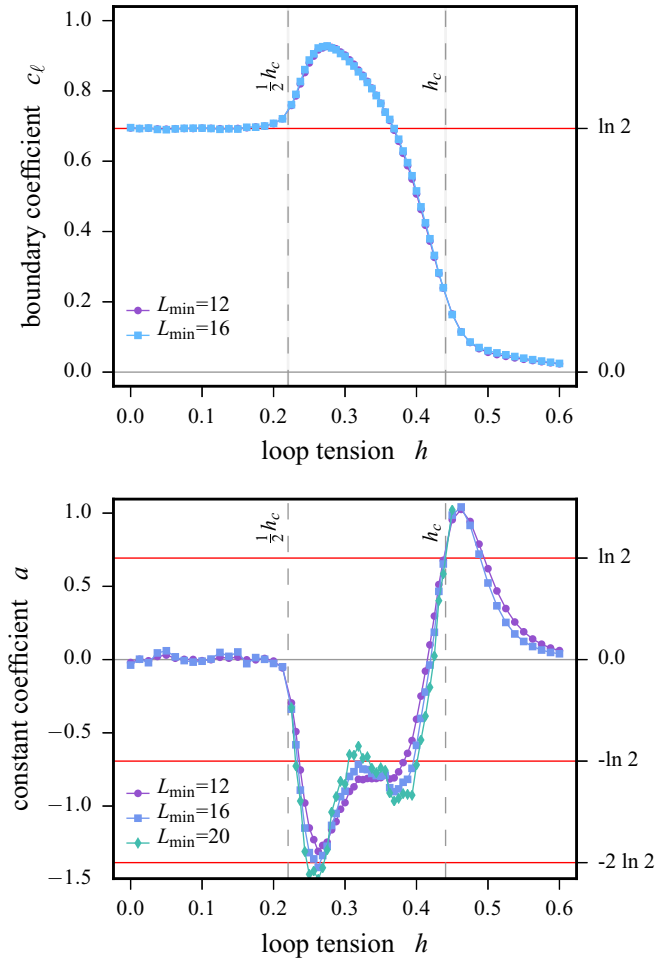 boundary coefficient cℓ
1.0
0.8
0.6
0.4
0.2
0.0
½hc
hc
ln 2
0.0
Lmin=12
Lmin=16
0.0 0.1 0.2 0.3 0.4 0.5 0.6
loop tension h
constant coefficient a
1.0
0.5
0.0
−0.5
−1.0
−1.5
½hc
hc
ln 2
0.0
-ln 2
-2 ln 2
Lmin=12
Lmin=16
Lmin=20
0.0 0.1 0.2 0.3 0.4 0.5 0.6
loop tension h